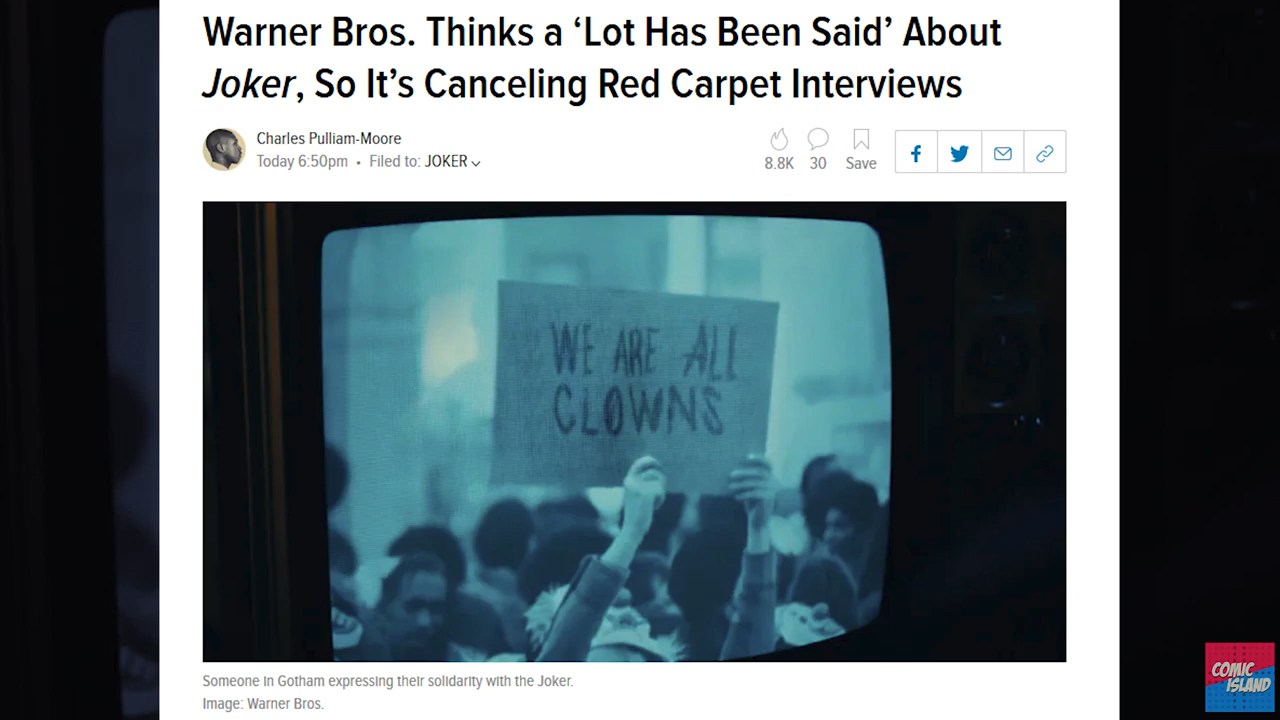 Warner Bros. Thinks a ‘Lot Has Been Said’ About
Joker, So It’s Canceling Red Carpet Interviews
Charles Pulliam-Moore
Today 6:50pm • Filed to: JOKER
8.8K 30 Save
WE ARE ALL
CLOWNS
Someone in Gotham expressing their solidarity with the Joker.
Image: Warner Bros.
COMIC
ISLAND